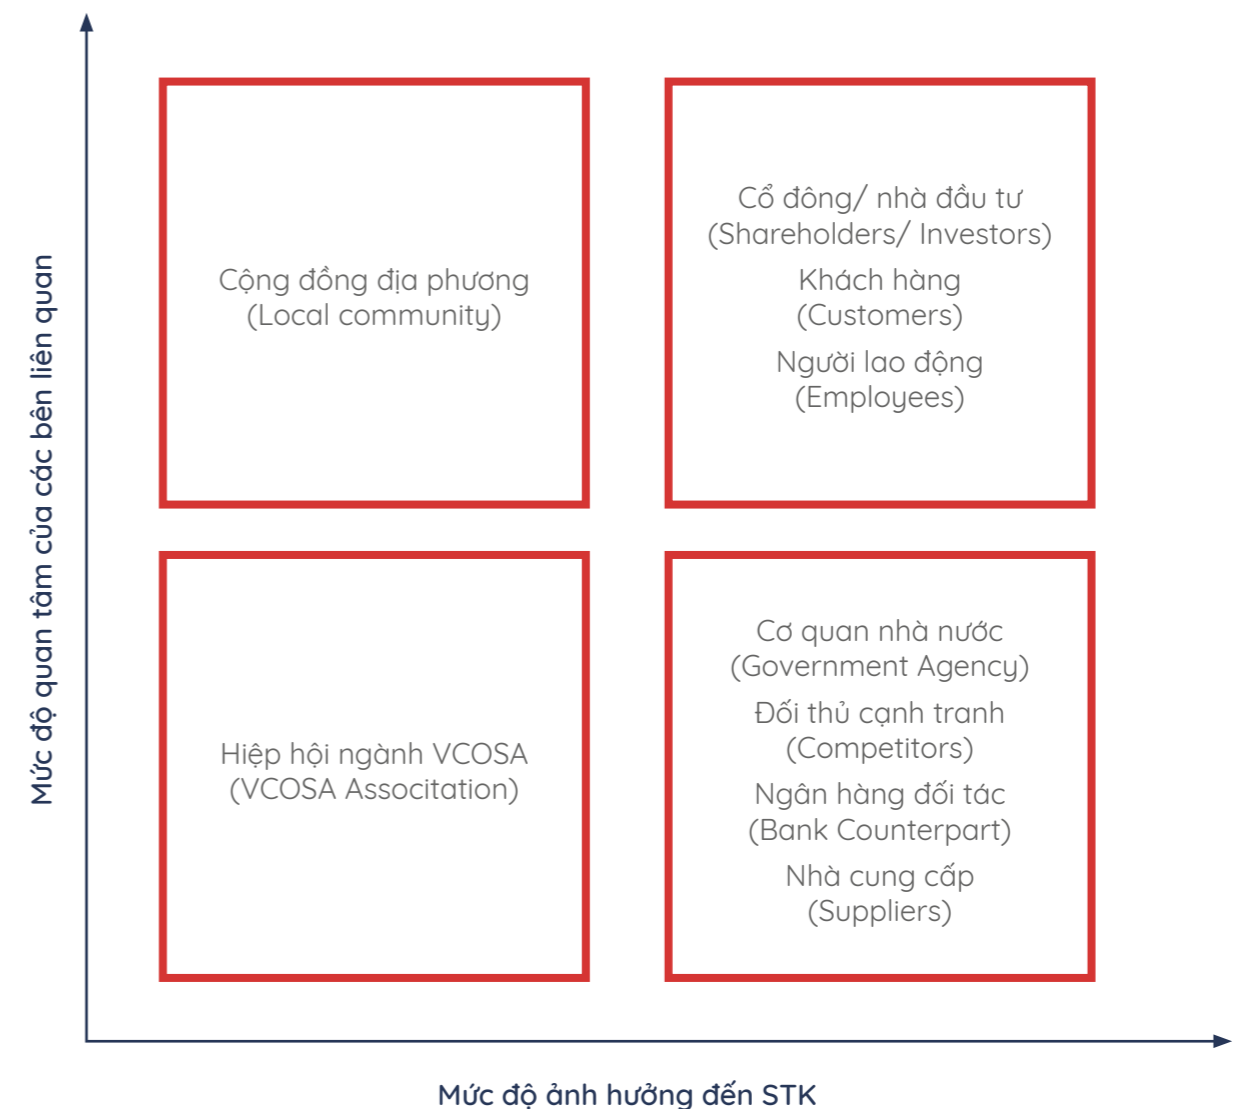 Mức độ quan tâm của các bên liên quan
Cộng đồng địa phương
(Local community)
Cổ đông/ nhà đầu tư
(Shareholders/ Investors)
Khách hàng
(Customers)
Người lao động
(Employees)
Hiệp hội ngành VCOSA
(VCOSA Associtation)
Cơ quan nhà nước
(Government Agency)
Đối thủ cạnh tranh
(Competitors)
Ngân hàng đối tác
(Bank Counterpart)
Nhà cung cấp
(Suppliers)
Mức độ ảnh hưởng đến STK